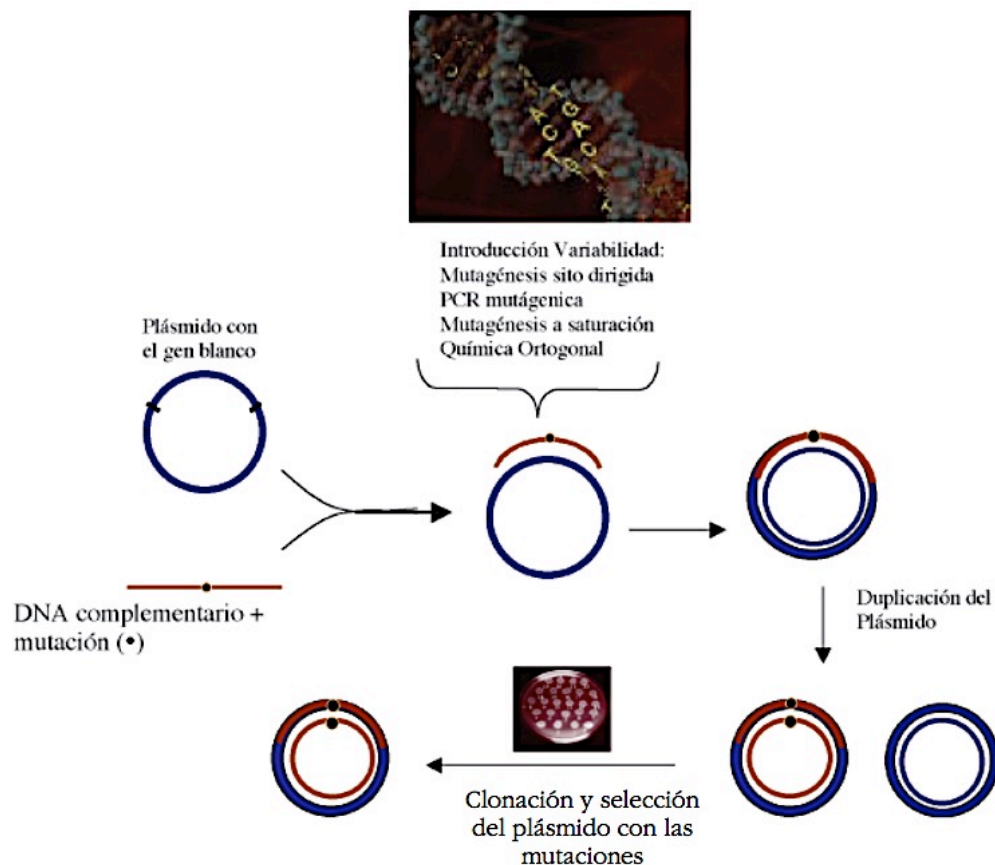 Introducción Variabilidad:
Mutagénesis sito dirigida
PCR mutágenica
Mutagénesis a saturación
Química Ortogonal
Plásmido con
el gen blanco
DNA complementario +
mutación (•)
Duplicación del
Plásmido
Clonación y selección
del plásmido con las
mutaciones